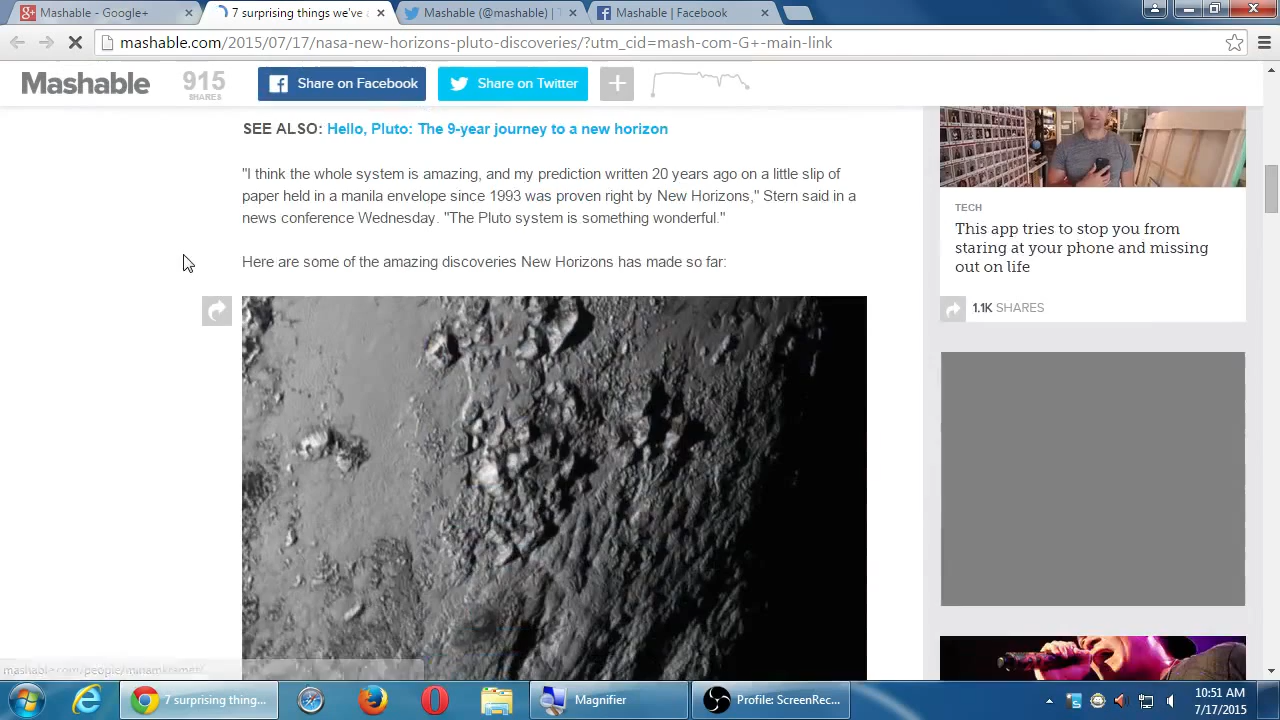 Mashable - Google+
7 surprising things we've a
Mashable (@mashable) | T
Mashable | Facebook
mashable.com/2015/07/17/nasa-new-horizons-pluto-discoveries/?utm_cid=mash-com-G+-main-link
Mashable
915
SHARES
Share on Facebook
Share on Twitter
SEE ALSO: Hello, Pluto: The 9-year journey to a new horizon
"I think the whole system is amazing, and my prediction written 20 years ago on a little slip of
paper held in a manila envelope since 1993 was proven right by New Horizons," Stern said in a
news conference Wednesday. "The Pluto system is something wonderful."
Here are some of the amazing discoveries New Horizons has made so far:
TECH
This app tries to stop you from
staring at your phone and missing
out on life
1.1K SHARES
7 surprising thing...
Magnifier
Profile: ScreenRec...
10:51 AM
7/17/2015